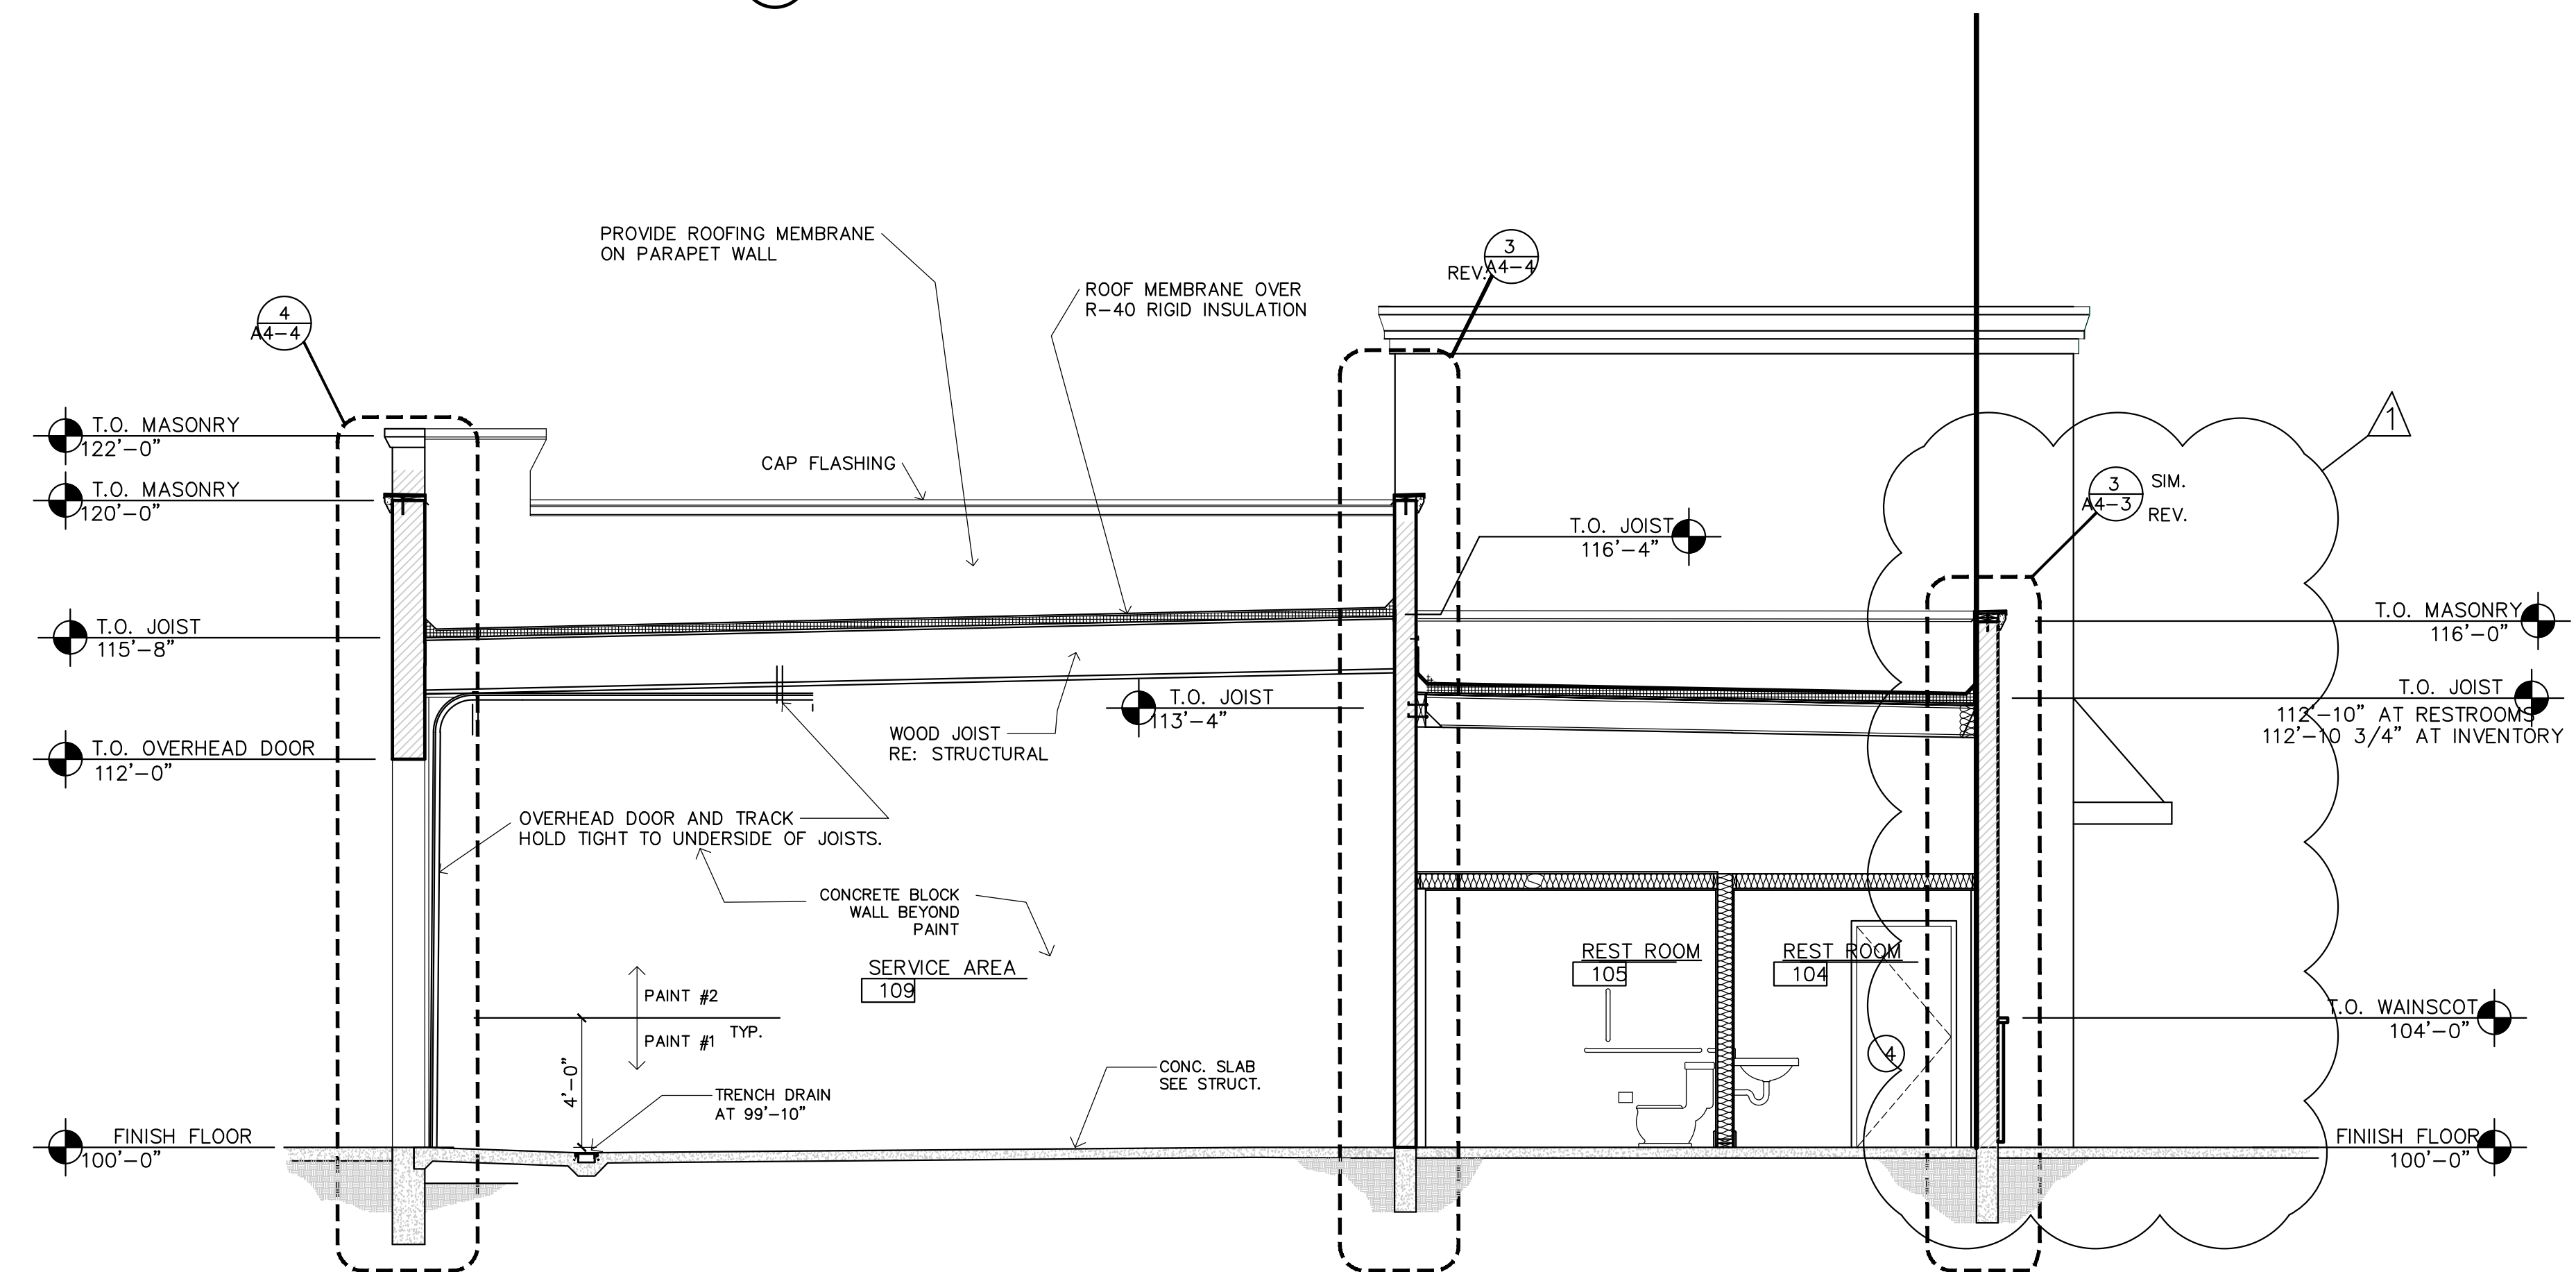 PROVIDE ROOFING MEMBRANE
ON PARAPET WALL
ROOF MEMBRANE OVER
R-40 RIGID INSULATION
3
REV. A4-4
4
A4-4
T.O. MASONRY
122'-0"
T.O. MASONRY
120'-0"
T.O. JOIST
115'-8"
T.O. OVERHEAD DOOR
112'-0"
FINISH FLOOR
100'-0"
CAP FLASHING
T.O. JOIST
116'-4"
T.O. JOIST
113'-4"
WOOD JOIST
RE: STRUCTURAL
OVERHEAD DOOR AND TRACK
HOLD TIGHT TO UNDERSIDE OF JOISTS.
CONCRETE BLOCK
WALL BEYOND
PAINT
SERVICE AREA
109
PAINT #2
TYP.
PAINT #1
4'-0"
TRENCH DRAIN
AT 99'-10"
CONC. SLAB
SEE STRUCT.
REST ROOM
105
REST ROOM
104
4
1
3 SIM.
A4-3 REV.
T.O. MASONRY
116'-0"
T.O. JOIST
112'-10" AT RESTROOMS
112'-10 3/4" AT INVENTORY
T.O. WAINSCOT
104'-0"
FINIISH FLOOR
100'-0"